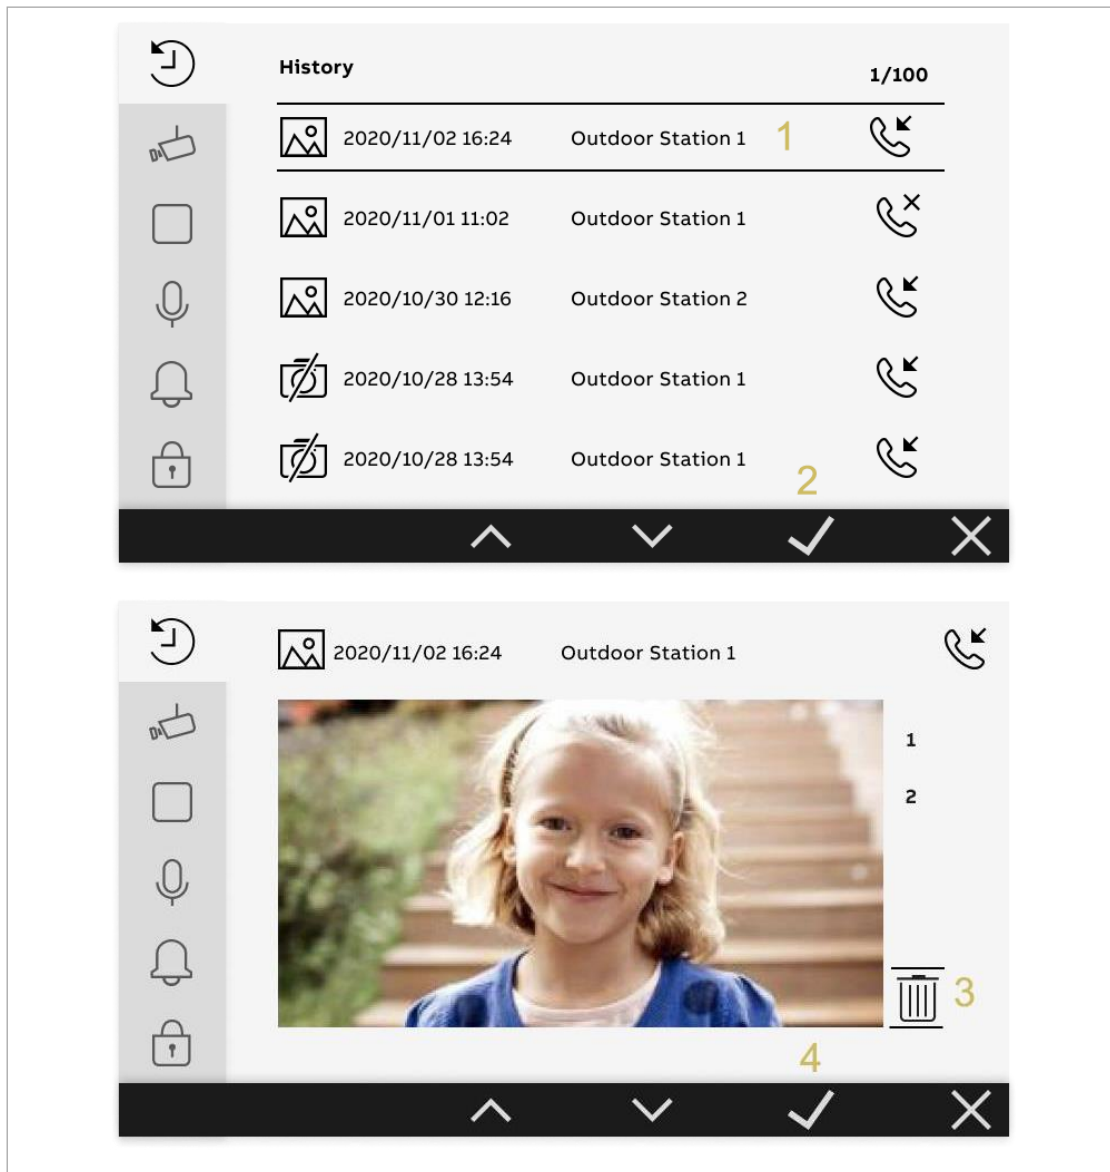 History
1/100
2020/11/02 16:24 Outdoor Station 1 1
2020/11/01 11:02 Outdoor Station 1
2020/10/30 12:16 Outdoor Station 2
2020/10/28 13:54 Outdoor Station 1
2020/10/28 13:54 Outdoor Station 1
2
2020/11/02 16:24 Outdoor Station 1
1
2
3
4